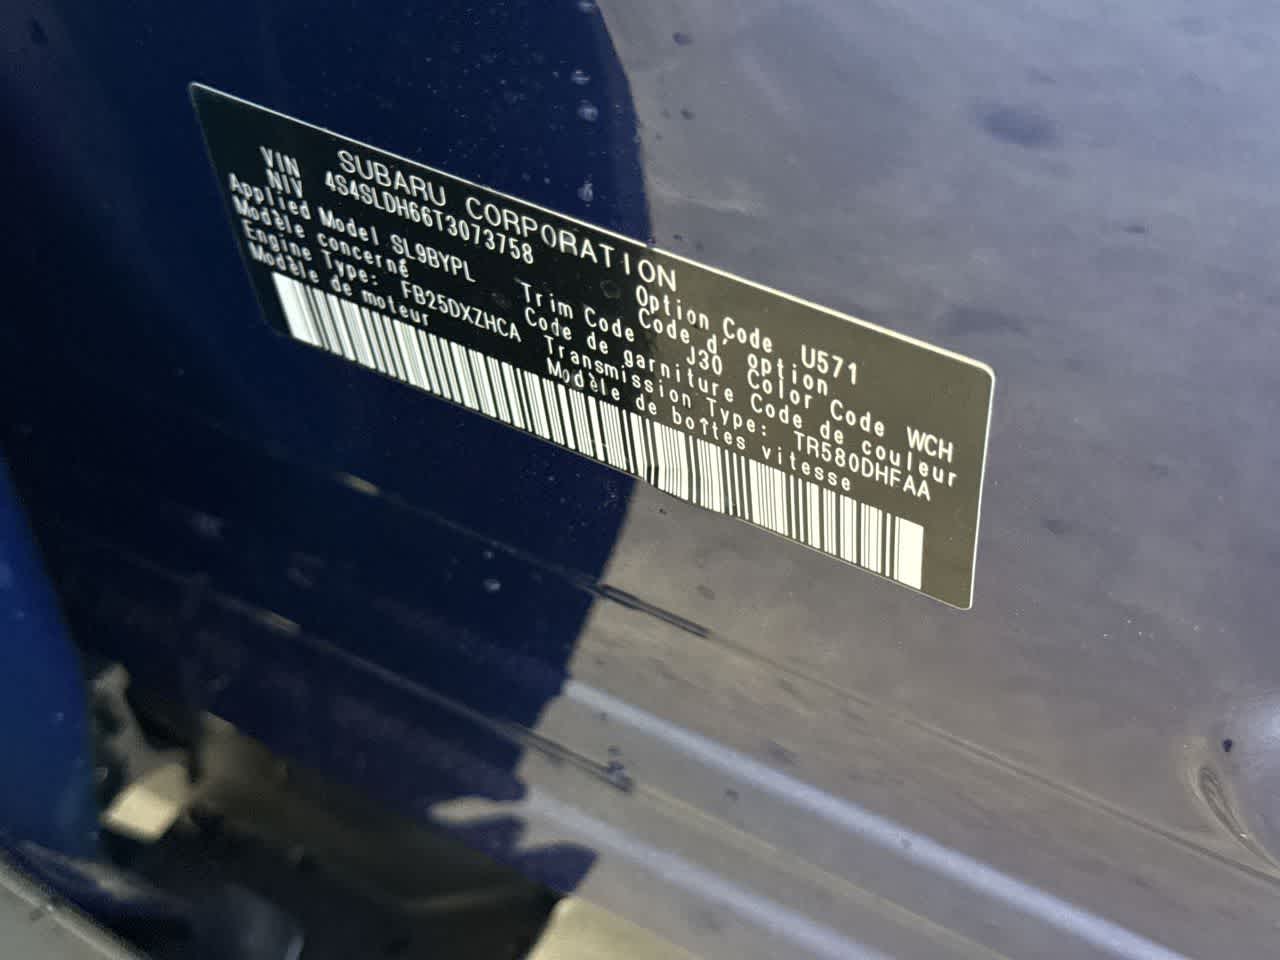 SUBARU CORPORATION
VIN
NIV 4S4SLDH66T3073758
Applied Model SL9BYPL
Modèle concerné
Option Code U571
Code d' option
Trim Code J30 Color Code WCH
Code de garniture Code de couleur
Engine Type: FB25DXZHCA
Modèle de moteur
Transmission Type: TR580DHFAA
Modèle de boîtes vitesse